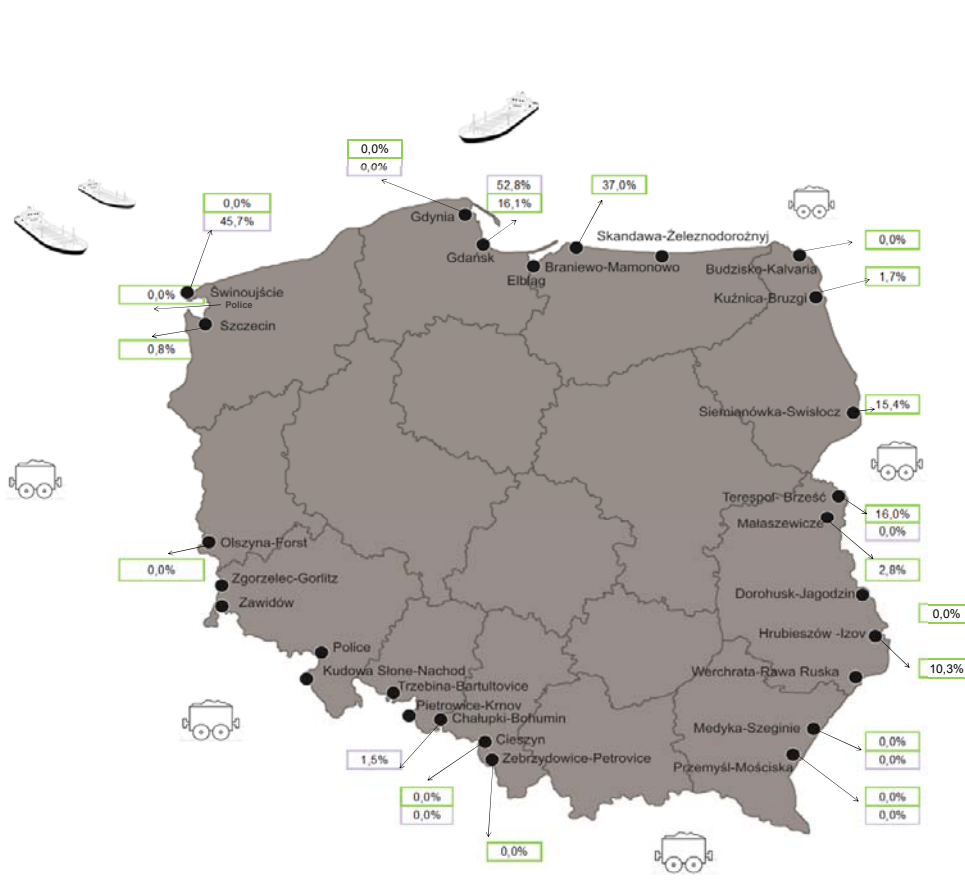 0,0%
0,0%
52,8%
16,1%
37,0%
0,0%
45,7%
Gdynia
Gdańsk
Elbląg
Braniewo-Mamonowo
Skandawa-Żeleznodorożnyj
Budzisko-Kalvaria
0,0%
Kuźnica-Bruzgi
1,7%
0,0%
Świnoujście
Police
Szczecin
0,8%
Siemianówka-Swisłocz
15,4%
Terespol- Brześć
16,0%
0,0%
Małaszewicze
2,8%
Olszyna-Forst
0,0%
Zgorzelec-Gorlitz
Zawidów
Dorohusk-Jagodzin
0,0%
Hrubieszów -Izov
10,3%
Werchrata-Rawa Ruska
Police
Kudowa Słone-Nachod
Trzebina-Bartultovice
Pietrowice-Krnov
Chałupki-Bohumin
1,5%
Cieszyn
0,0%
0,0%
Zebrzydowice-Petrovice
0,0%
Medyka-Szeginie
0,0%
0,0%
Przemyśl-Mościska
0,0%
0,0%